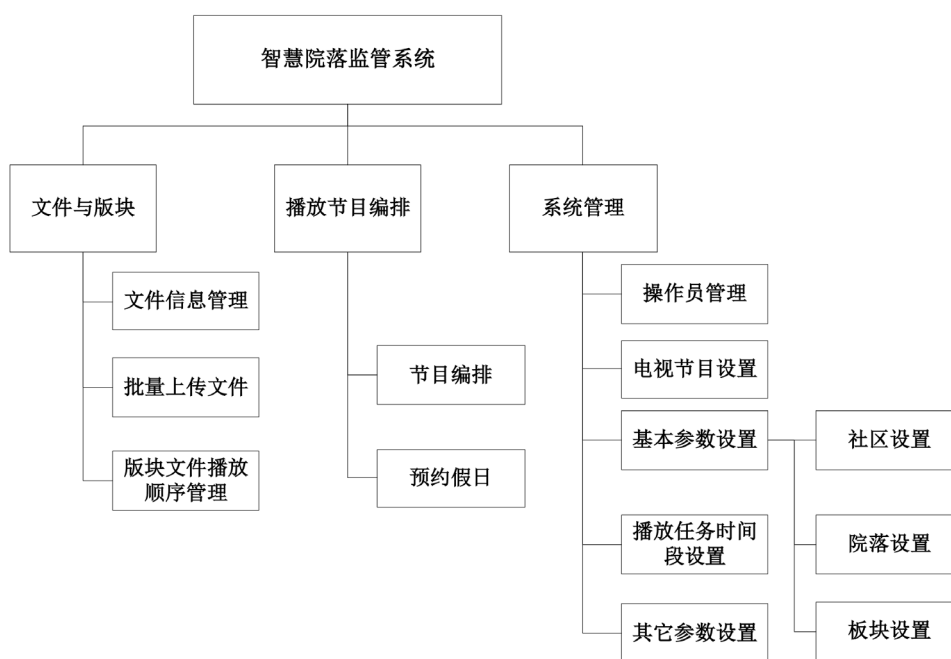 智慧院落监管系统
文件与版块
播放节目编排
系统管理
文件信息管理
批量上传文件
版块文件播放
顺序管理
节目编排
预约假日
操作员管理
电视节目设置
基本参数设置
播放任务时间
段设置
其它参数设置
社区设置
院落设置
板块设置